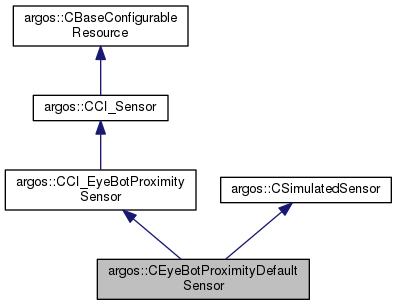 argos::CBaseConfigurable
Resource
argos::CCI_Sensor
argos::CCI_EyeBotProximity
Sensor
argos::CSimulatedSensor
argos::CEyeBotProximityDefault
Sensor